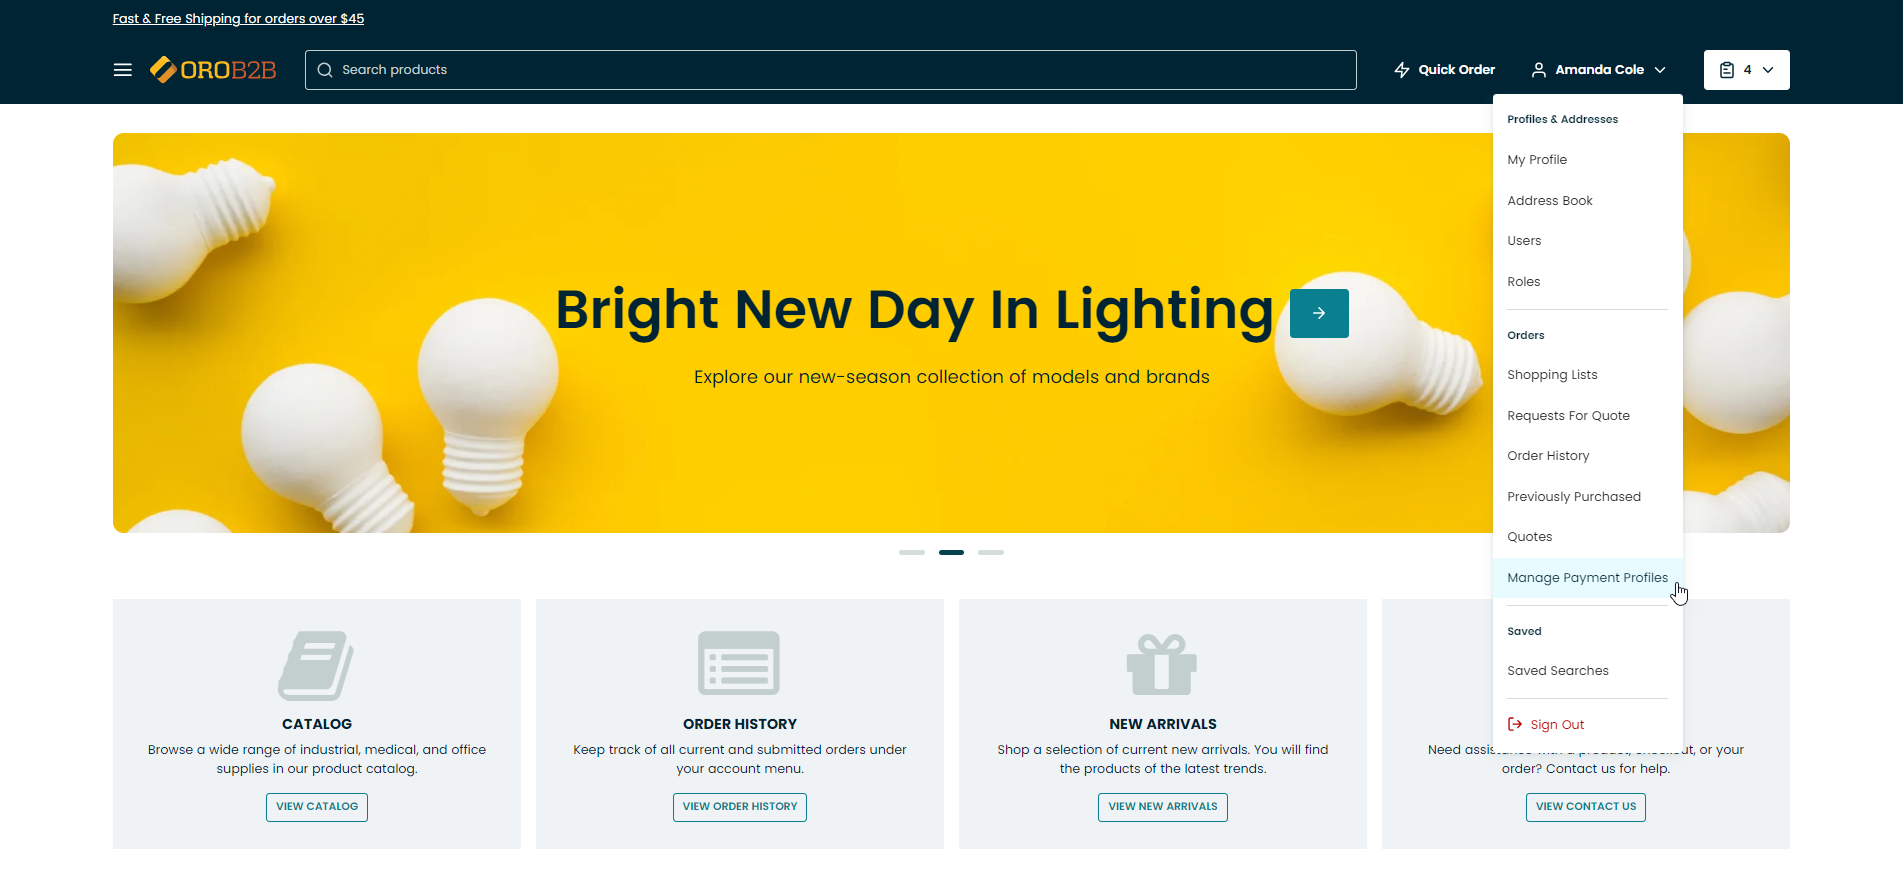 Fast & Free Shipping for orders over $45
OROB2B
Search products
Quick Order
Amanda Cole
4
Profiles & Addresses
My Profile
Address Book
Users
Roles
Orders
Shopping Lists
Requests For Quote
Order History
Previously Purchased
Quotes
Manage Payment Profiles
Saved
Saved Searches
Sign Out
Bright New Day In Lighting
Explore our new-season collection of models and brands
CATALOG
Browse a wide range of industrial, medical, and office
supplies in our product catalog.
VIEW CATALOG
ORDER HISTORY
Keep track of all current and submitted orders under
your account menu.
VIEW ORDER HISTORY
NEW ARRIVALS
Shop a selection of current new arrivals. You will find
the products of the latest trends.
VIEW NEW ARRIVALS
Need assistance with a product, checkout, or your
order? Contact us for help.
VIEW CONTACT US